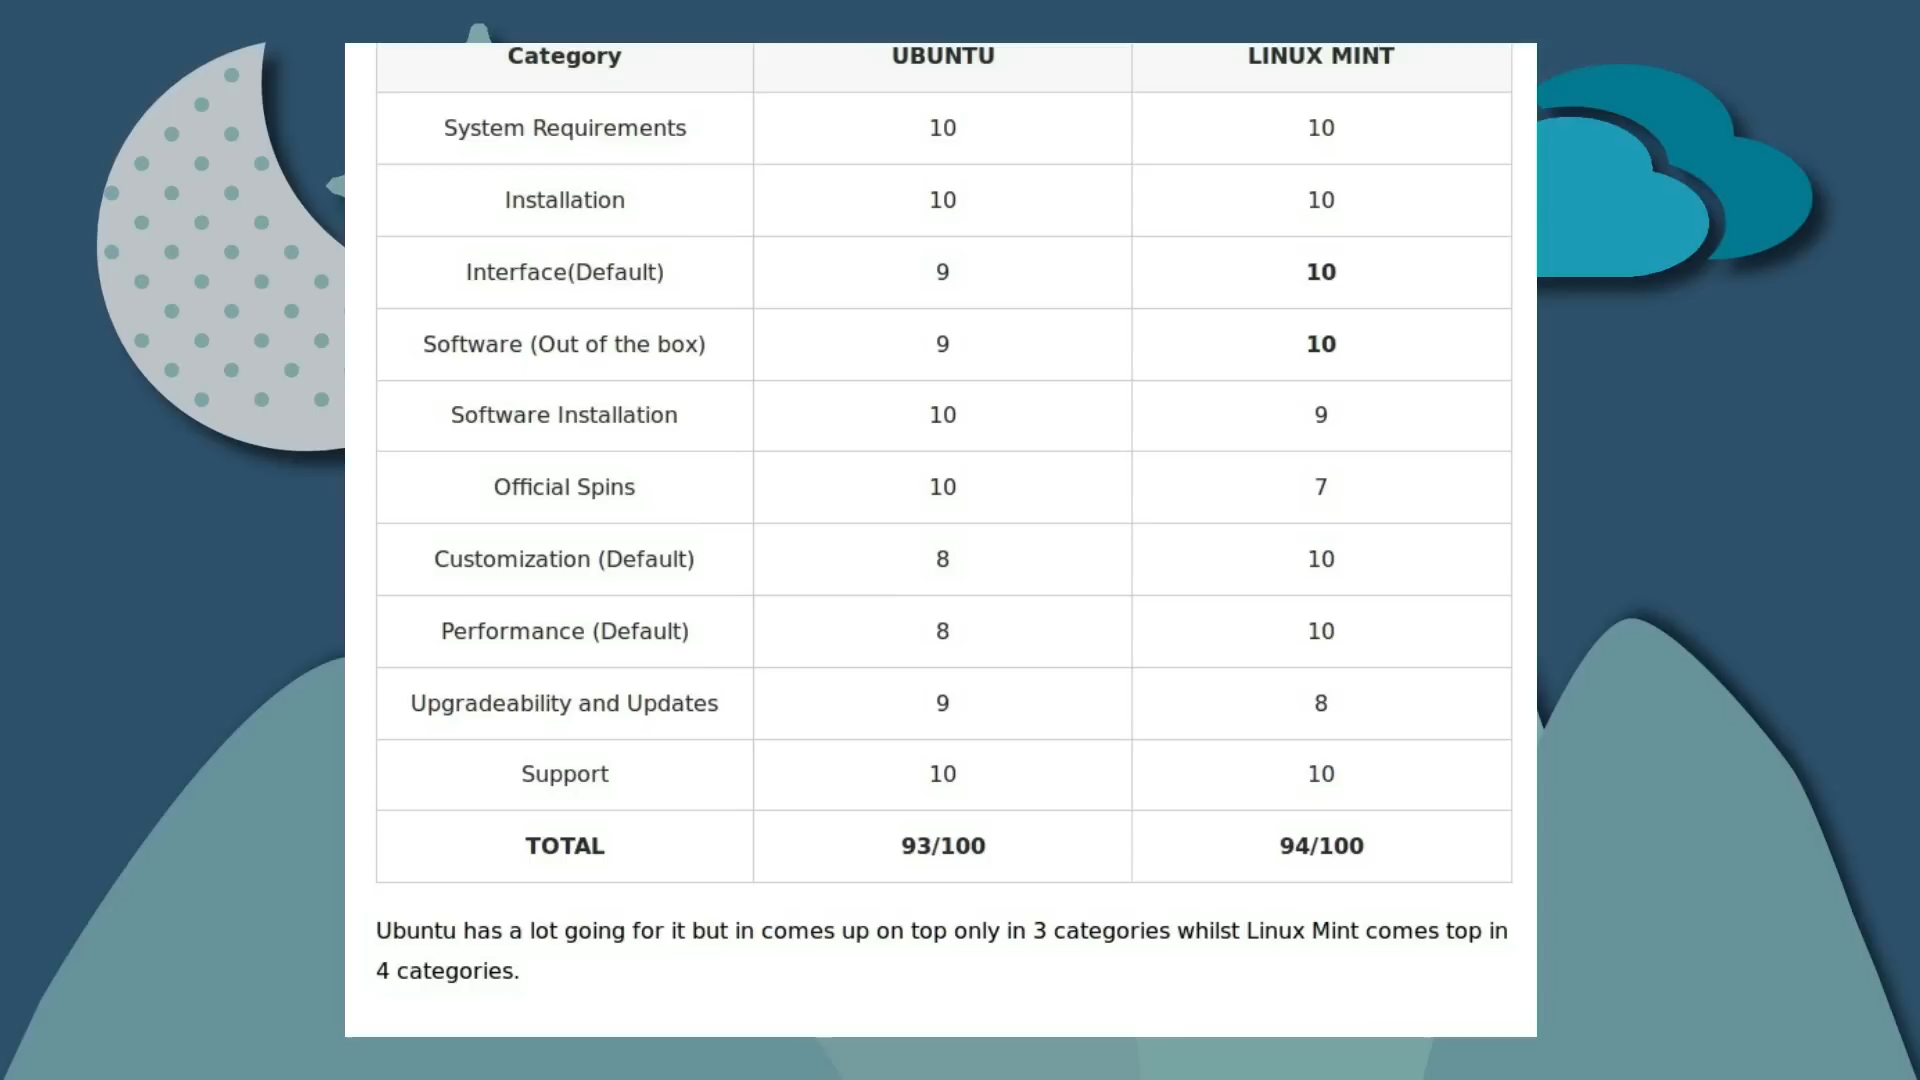 Category UBUNTU LINUX MINT
System Requirements 10 10
Installation 10 10
Interface(Default) 9 10
Software (Out of the box) 9 10
Software Installation 10 9
Official Spins 10 7
Customization (Default) 8 10
Performance (Default) 8 10
Upgradeability and Updates 9 8
Support 10 10
TOTAL 93/100 94/100
Ubuntu has a lot going for it but in comes up on top only in 3 categories whilst Linux Mint comes top in
4 categories.